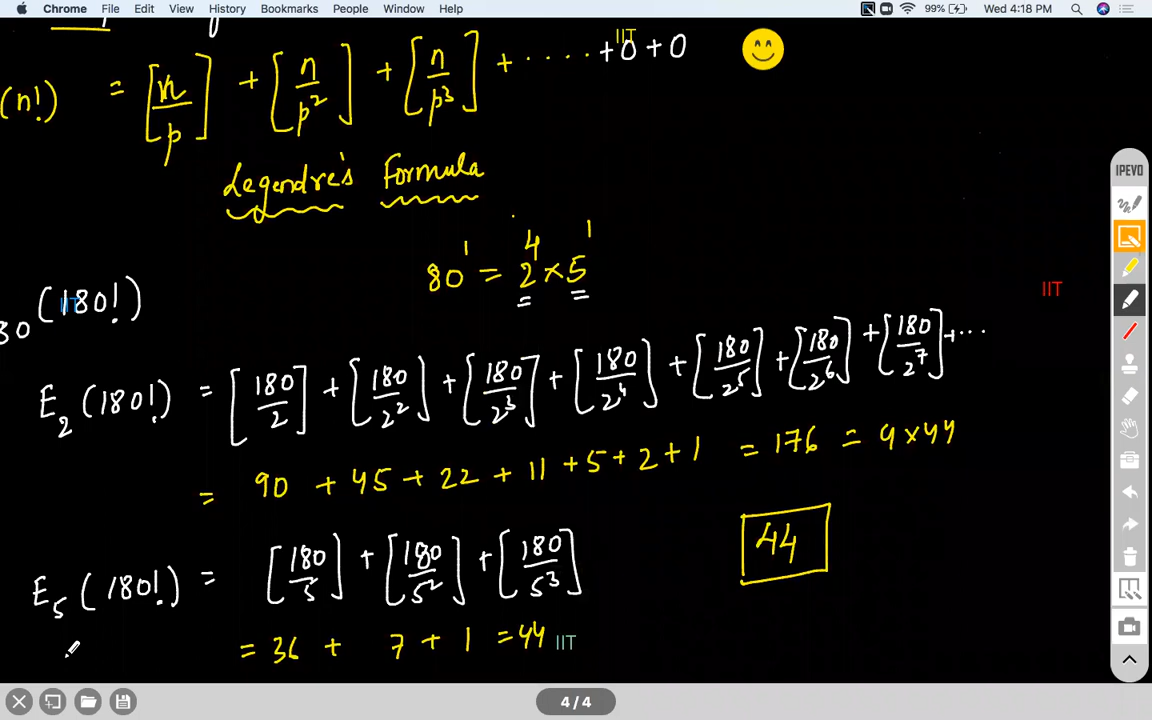 Chrome File Edit View History Bookmarks People Window Help 99% Wed 4:18 PM
(n!) = [n/p] + [n/p²] + [n/p³] + ..... + 0 + 0
IIT
Legendre's Formula
80¹ = 2⁴ × 5¹
IIT
80 (180!)
IIT
E₂(180!) = [180/2] + [180/2²] + [180/2³] + [180/2⁴] + [180/2⁵] + [180/2⁶] + [180/2⁷] + ...
= 90 + 45 + 22 + 11 + 5 + 2 + 1 = 176 = 4 × 44
44
E₅(180!) = [180/5] + [180/5²] + [180/5³]
= 36 + 7 + 1 = 44 IIT
4 / 4
IPEVO